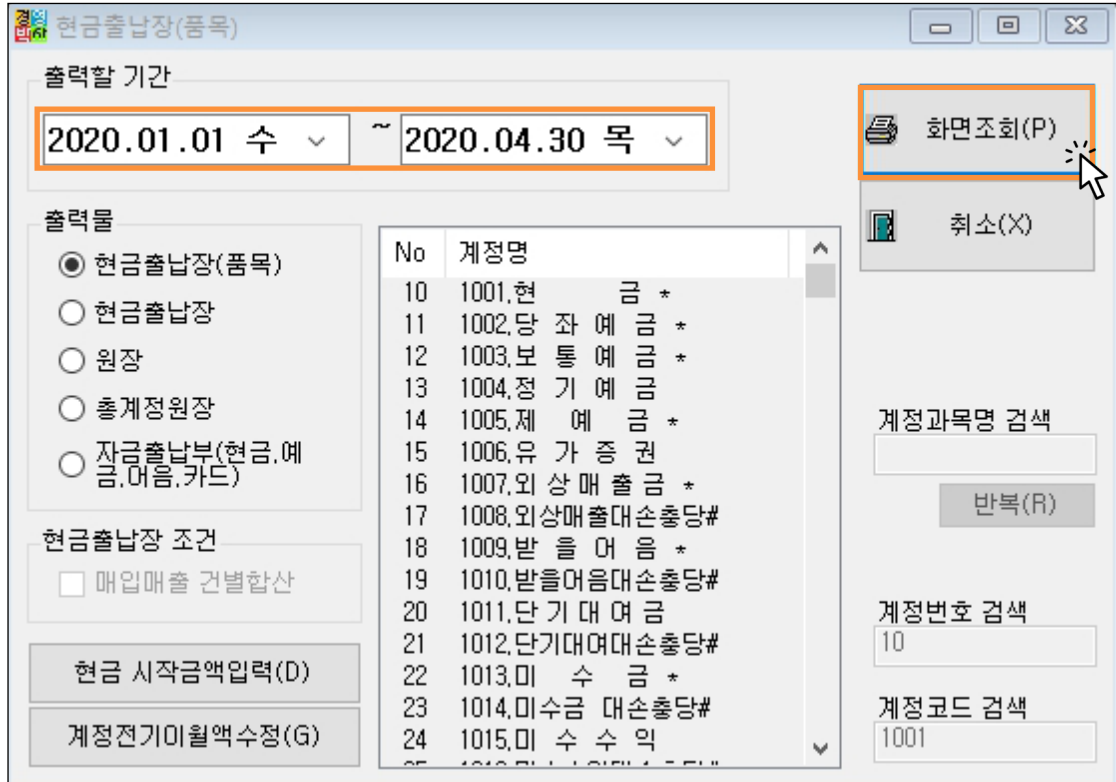 경영박사 현금출납장(품목)
출력할 기간
2020.01.01 수 ~ 2020.04.30 목
화면조회(P)
취소(X)
출력물
현금출납장(품목)
현금출납장
원장
총계정원장
자금출납부(현금,예
금,어음,카드)
현금출납장 조건
매입매출 건별합산
현금 시작금액입력(D)
계정전기이월액수정(G)
No 계정명
10 1001,현 금 *
11 1002,당 좌 예 금 *
12 1003,보 통 예 금 *
13 1004,정 기 예 금
14 1005,제 예 금 *
15 1006,유 가 증 권
16 1007,외 상 매 출 금 *
17 1008,외상매출대손충당#
18 1009,받 을 어 음 *
19 1010,받을어음대손충당#
20 1011,단 기 대 여 금
21 1012,단기대여대손충당#
22 1013,미 수 금 *
23 1014,미수금 대손충당#
24 1015,미 수 수 익
계정과목명 검색
반복(R)
계정번호 검색
10
계정코드 검색
1001